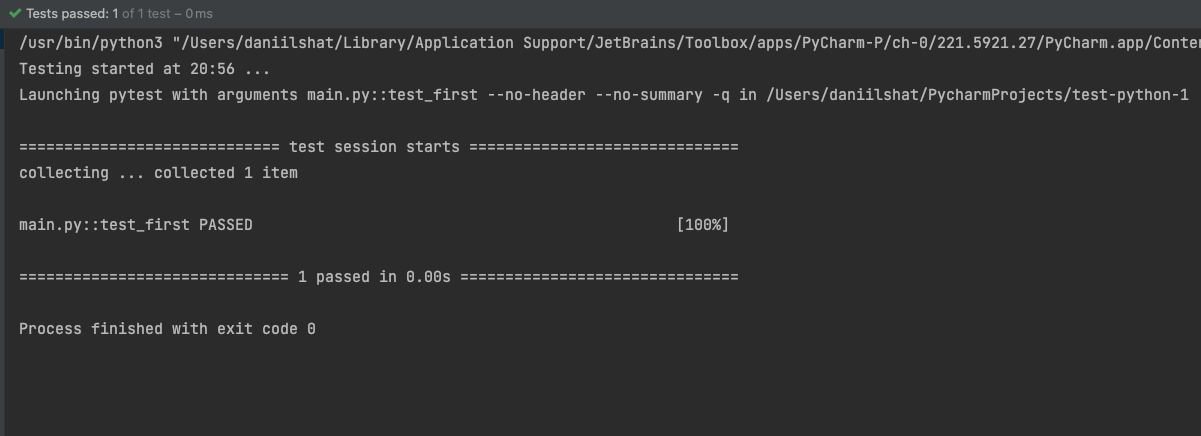 Tests passed: 1 of 1 test – 0 ms
/usr/bin/python3 "/Users/daniilshat/Library/Application Support/JetBrains/Toolbox/apps/PyCharm-P/ch-0/221.5921.27/PyCharm.app/Conte
Testing started at 20:56 ...
Launching pytest with arguments main.py::test_first --no-header --no-summary -q in /Users/daniilshat/PycharmProjects/test-python-1
============================= test session starts ==============================
collecting ... collected 1 item
main.py::test_first PASSED [100%]
============================== 1 passed in 0.00s ===============================
Process finished with exit code 0